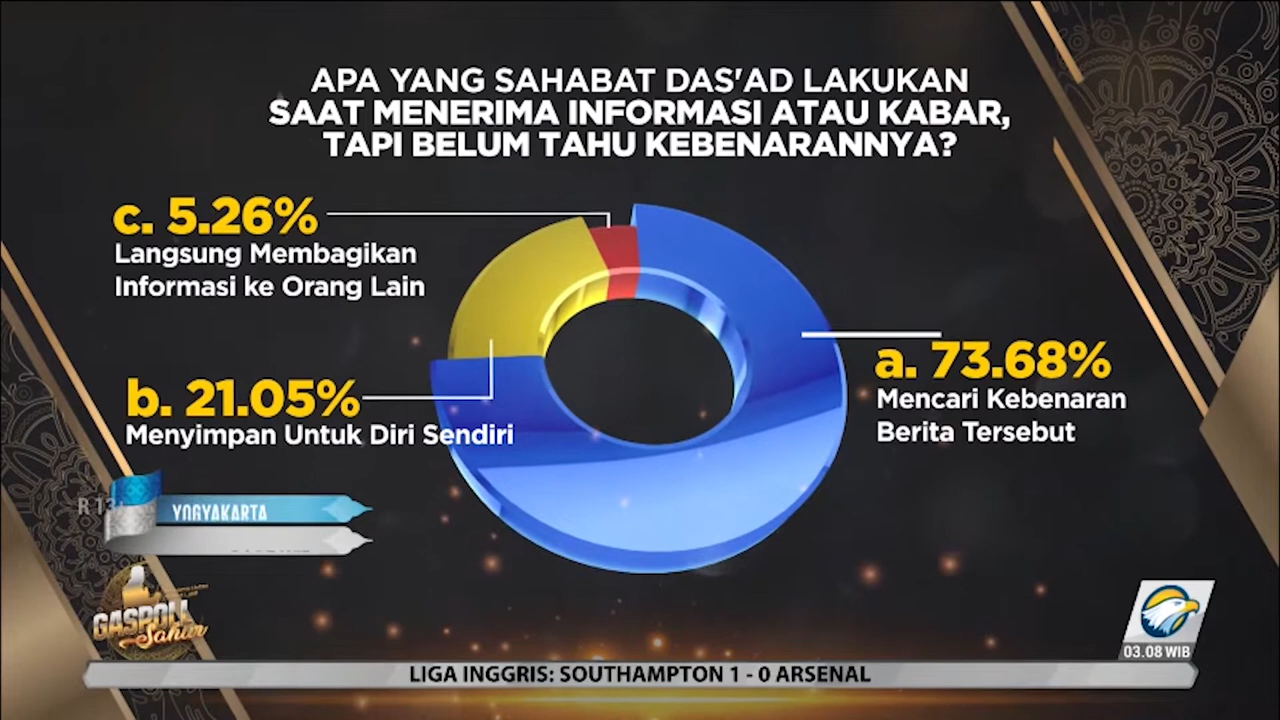 APA YANG SAHABAT DAS'AD LAKUKAN
SAAT MENERIMA INFORMASI ATAU KABAR,
TAPI BELUM TAHU KEBENARANNYA?
c. 5.26%
Langsung Membagikan
Informasi ke Orang Lain
a. 73.68%
Mencari Kebenaran
Berita Tersebut
b. 21.05%
Menyimpan Untuk Diri Sendiri
YOGYAKARTA
GASPOLL
Sahur
03.08 WIB
LIGA INGGRIS: SOUTHAMPTON 1 - 0 ARSENAL